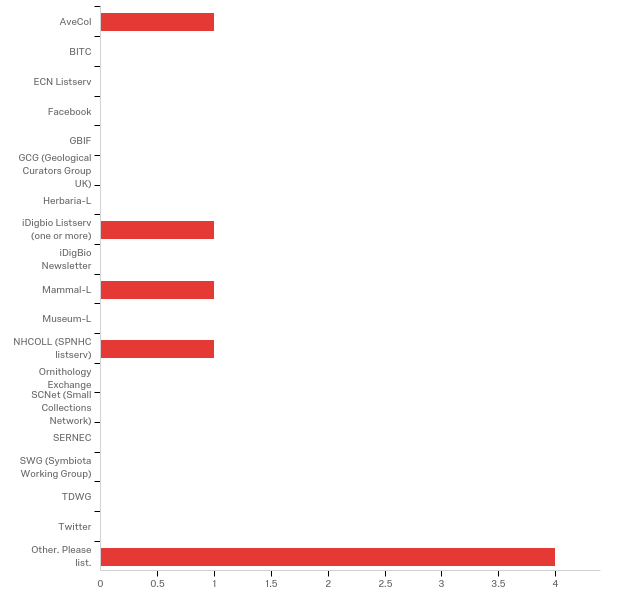 AveCol
BITC
ECN Listserv
Facebook
GBIF
GCG (Geological
Curators Group
UK)
Herbaria-L
iDigbio Listserv
(one or more)
iDigBio
Newsletter
Mammal-L
Museum-L
NHCOLL (SPNHC
listserv)
Ornithology
Exchange
SCNet (Small
Collections
Network)
SERNEC
SWG (Symbiota
Working Group)
TDWG
Twitter
Other. Please
list.
0 0.5 1 1.5 2 2.5 3 3.5 4